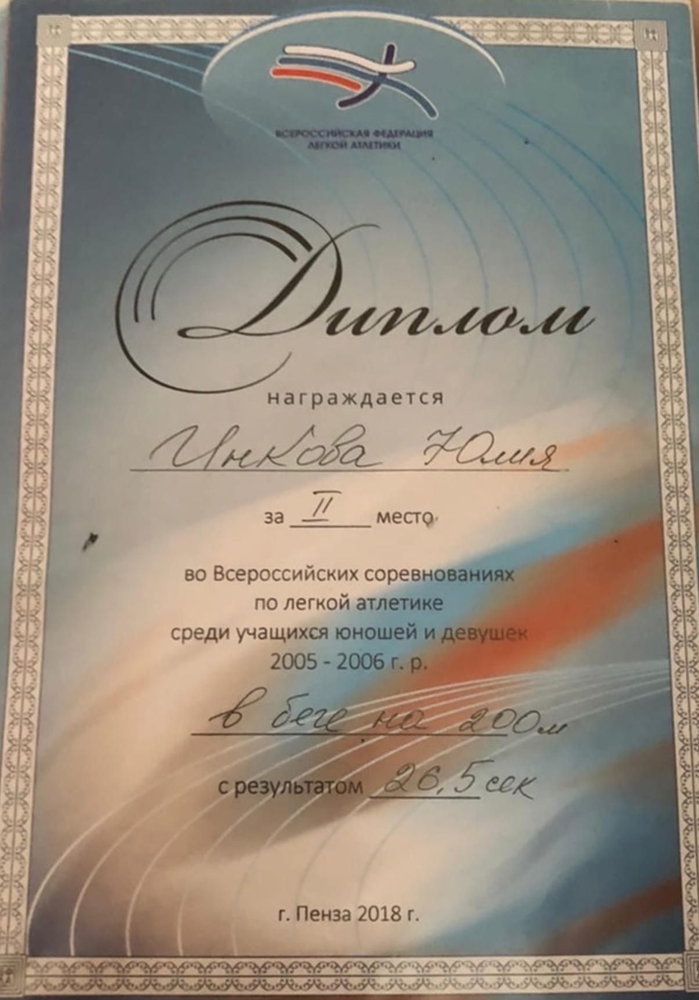 ВСЕРОССИЙСКАЯ ФЕДЕРАЦИЯ
ЛЕГКОЙ АТЛЕТИКИ
Диплом
награждается
Инкова Юлия
за II место
во Всероссийских соревнованиях
по легкой атлетике
среди учащихся юношей и девушек
2005 - 2006 г. р.
в беге на 200м
с результатом 26,5 сек
г. Пенза 2018 г.